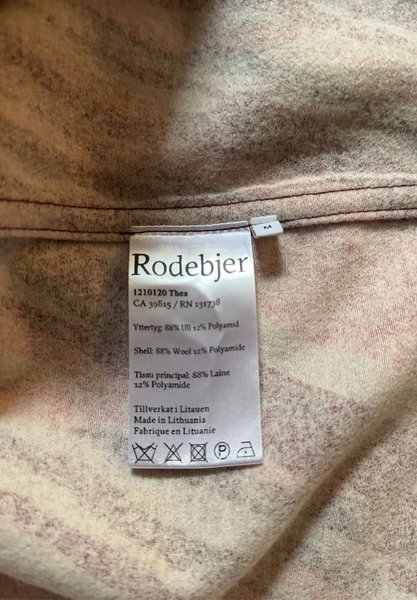 M
Rodebjer
1210120 Thea
CA 39815 / RN 131738
Yttertyg: 88% Ull 12% Polyamid
Shell: 88% Wool 12% Polyamide
Tissu principal: 88% Laine
12% Polyamide
Tillverkat i Litauen
Made in Lithuania
Fabrique en Lituanie
P